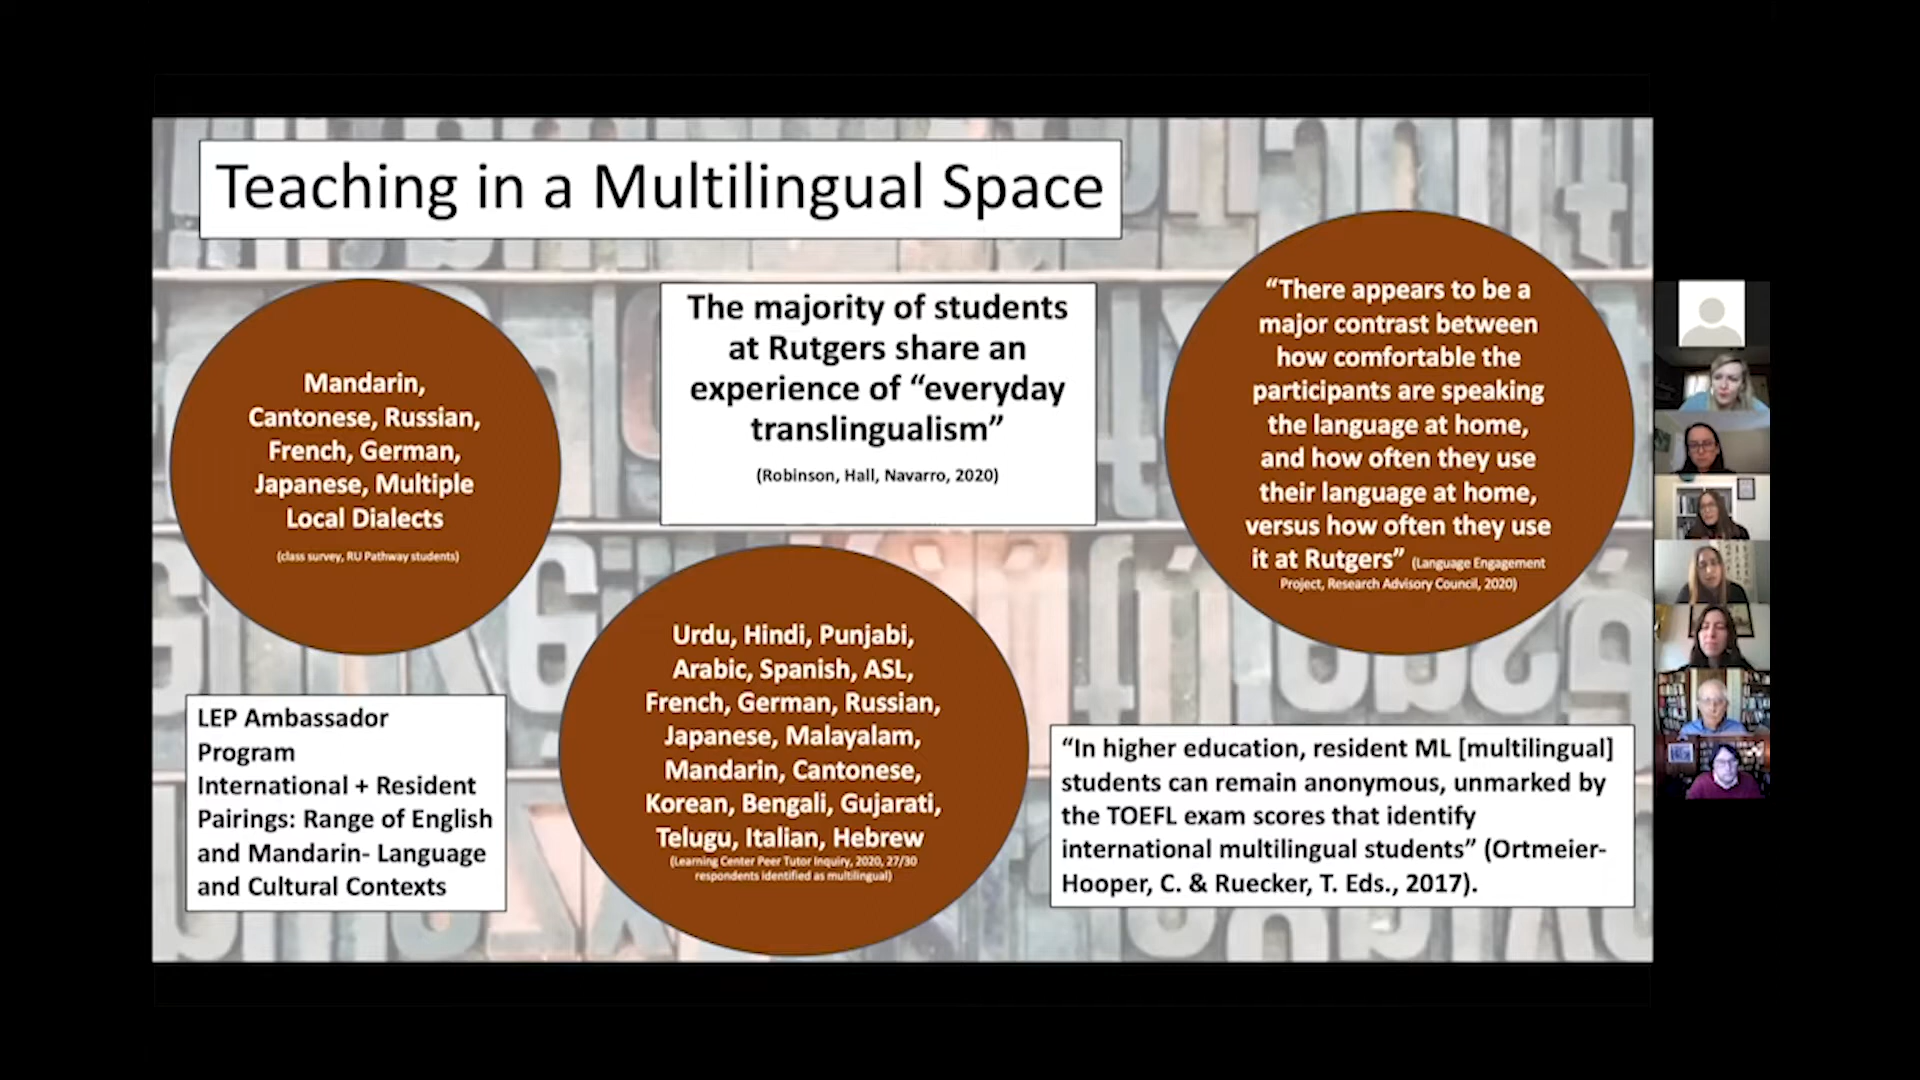 Teaching in a Multilingual Space
Mandarin,
Cantonese, Russian,
French, German,
Japanese, Multiple
Local Dialects
(class survey, RU Pathway students)
The majority of students
at Rutgers share an
experience of “everyday
translingualism”
(Robinson, Hall, Navarro, 2020)
“There appears to be a
major contrast between
how comfortable the
participants are speaking
the language at home,
and how often they use
their language at home,
versus how often they use
it at Rutgers” (Language Engagement
Project, Research Advisory Council, 2020)
LEP Ambassador
Program
International + Resident
Pairings: Range of English
and Mandarin- Language
and Cultural Contexts
Urdu, Hindi, Punjabi,
Arabic, Spanish, ASL,
French, German, Russian,
Japanese, Malayalam,
Mandarin, Cantonese,
Korean, Bengali, Gujarati,
Telugu, Italian, Hebrew
(Learning Center Peer Tutor Inquiry, 2020, 27/30
respondents identified as multilingual)
“In higher education, resident ML [multilingual]
students can remain anonymous, unmarked by
the TOEFL exam scores that identify
international multilingual students” (Ortmeier-
Hooper, C. & Ruecker, T. Eds., 2017).